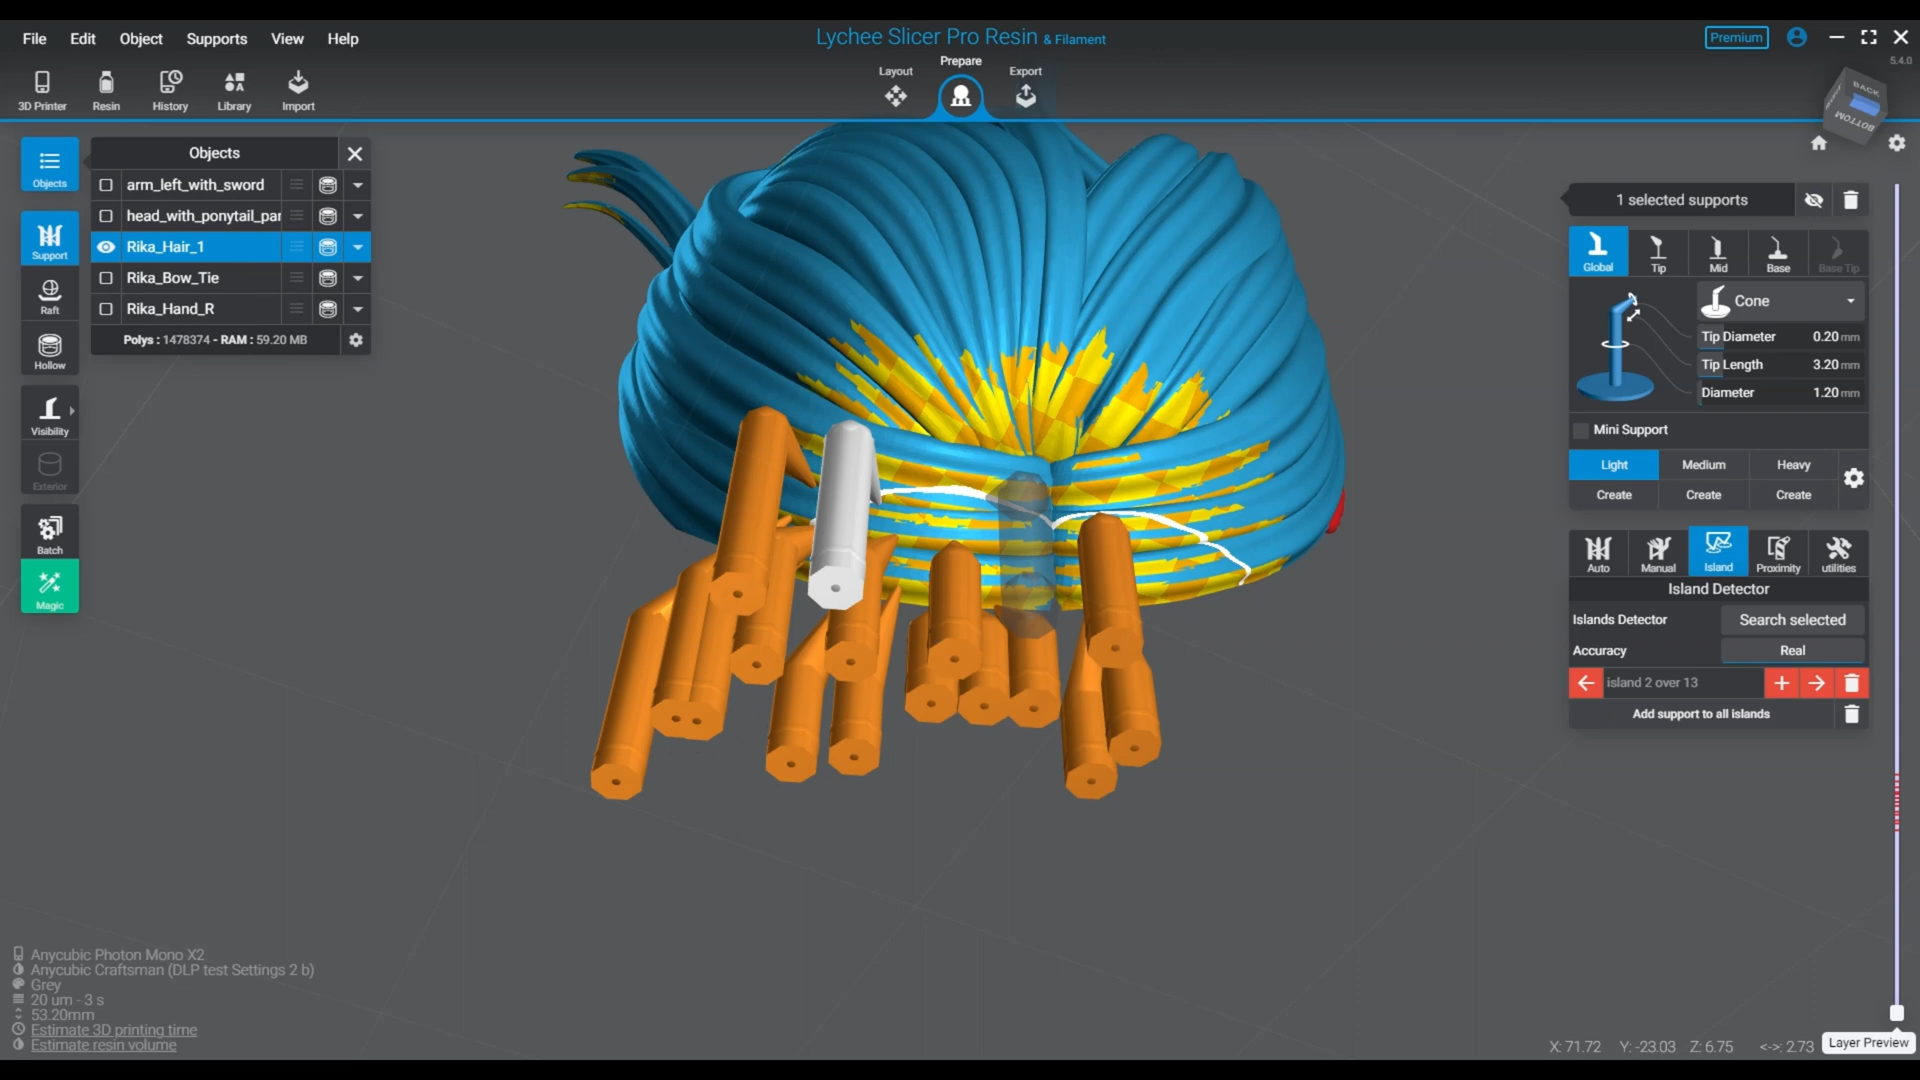 File Edit Object Supports View Help
Lychee Slicer Pro Resin & Filament
Premium
5.4.0
3D Printer Resin History Library Import
Layout Prepare Export
BACK
BOTTOM
Objects
Objects
arm_left_with_sword
head_with_ponytail_par
Rika_Hair_1
Rika_Bow_Tie
Rika_Hand_R
Polys : 1478374 - RAM : 59.20 MB
Support
Raft
Hollow
Visibility
Exterior
Batch
Magic
1 selected supports
Global Tip Mid Base Base Tip
Cone
Tip Diameter 0.20 mm
Tip Length 3.20 mm
Diameter 1.20 mm
Mini Support
Light Medium Heavy
Create Create Create
Auto Manual Island Proximity utilities
Island Detector
Islands Detector Search selected
Accuracy Real
island 2 over 13
Add support to all islands
Anycubic Photon Mono X2
Anycubic Craftsman (DLP test Settings 2 b)
Grey
20 um - 3 s
53.20mm
Estimate 3D printing time
Estimate resin volume
X: 71.72 Y: -23.03 Z: 6.75 <->: 2.73
Layer Preview